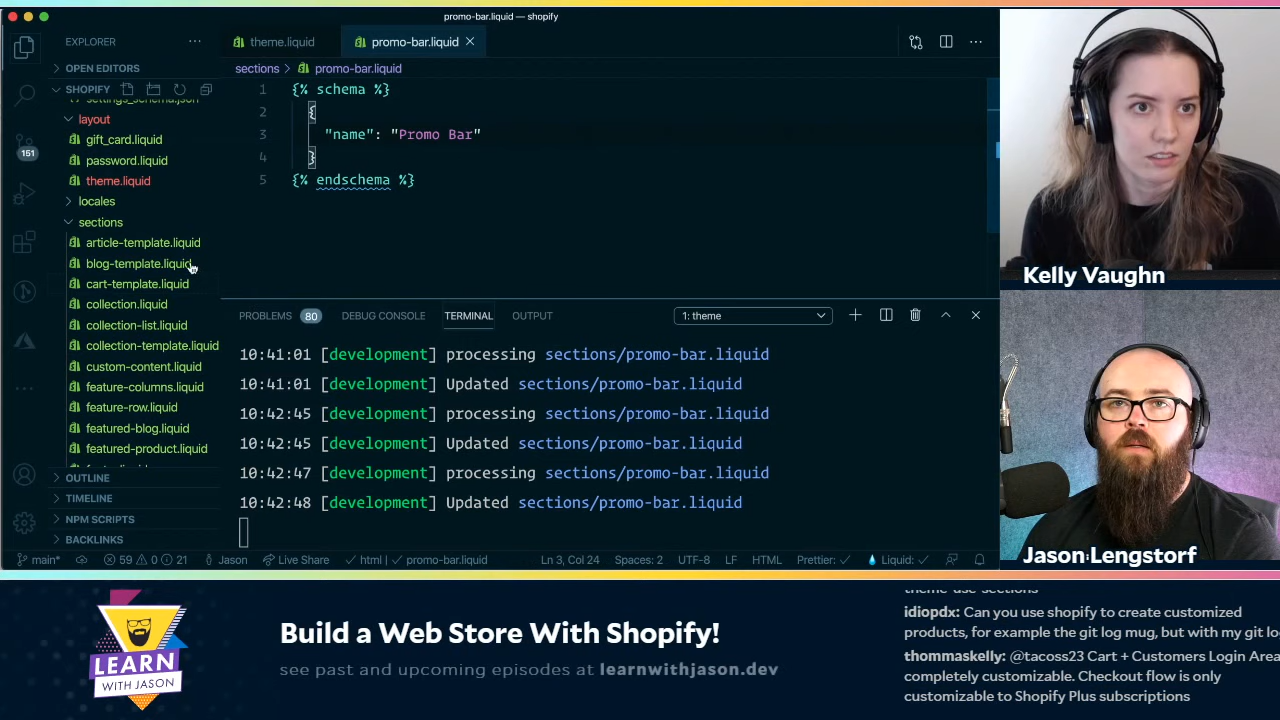 promo-bar.liquid — shopify
EXPLORER
theme.liquid
promo-bar.liquid
OPEN EDITORS
sections
promo-bar.liquid
SHOPIFY
settings_schema.json
layout
gift_card.liquid
151
password.liquid
theme.liquid
locales
sections
article-template.liquid
blog-template.liquid
cart-template.liquid
collection.liquid
collection-list.liquid
collection-template.liquid
custom-content.liquid
feature-columns.liquid
feature-row.liquid
featured-blog.liquid
featured-product.liquid
OUTLINE
TIMELINE
NPM SCRIPTS
BACKLINKS
1 {% schema %}
2 {
3 "name": "Promo Bar"
4 }
5 {% endschema %}
PROBLEMS 80 DEBUG CONSOLE TERMINAL OUTPUT 1: theme
10:41:01 [development] processing sections/promo-bar.liquid
10:41:01 [development] Updated sections/promo-bar.liquid
10:42:45 [development] processing sections/promo-bar.liquid
10:42:45 [development] Updated sections/promo-bar.liquid
10:42:47 [development] processing sections/promo-bar.liquid
10:42:48 [development] Updated sections/promo-bar.liquid
main* 59 0 21 Jason Live Share html promo-bar.liquid Ln 3, Col 24 Spaces: 2 UTF-8 LF HTML Prettier: Liquid:
Kelly Vaughn
Jason Lengstorf
LEARN
WITH JASON
Build a Web Store With Shopify!
see past and upcoming episodes at learnwithjason.dev
theme-use-sections
idiopdx: Can you use shopify to create customized
products, for example the git log mug, but with my git lo
thommaskelly: @tacoss23 Cart + Customers Login Area
completely customizable. Checkout flow is only
customizable to Shopify Plus subscriptions